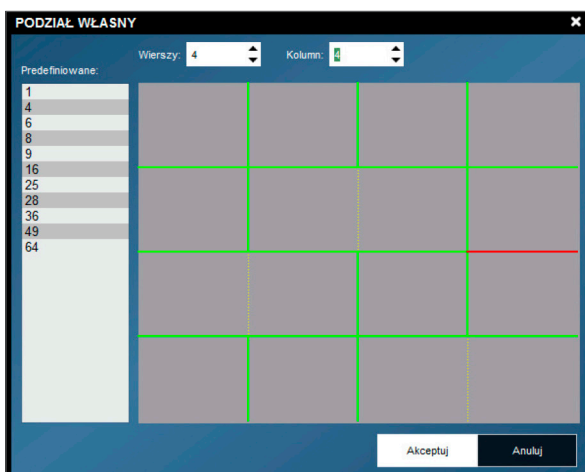 PODZIAŁ WŁASNY
Wierszy: 4 Kolumn: 4
Predefiniowane:
1
4
6
8
9
16
25
28
36
49
64
Akceptuj Anuluj